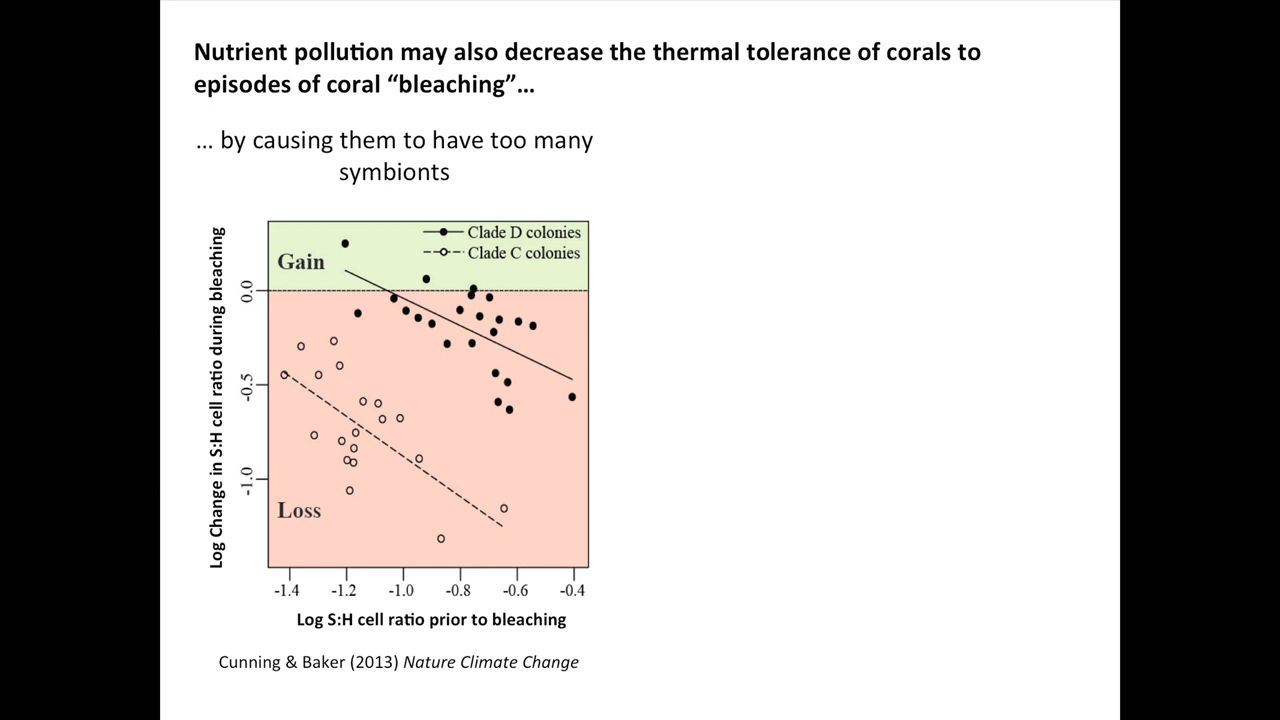 Nutrient pollution may also decrease the thermal tolerance of corals to
episodes of coral “bleaching”…
… by causing them to have too many
symbionts
Clade D colonies
Clade C colonies
Gain
Loss
Log Change in S:H cell ratio during bleaching
0.0
-0.5
-1.0
-1.4 -1.2 -1.0 -0.8 -0.6 -0.4
Log S:H cell ratio prior to bleaching
Cunning & Baker (2013) Nature Climate Change